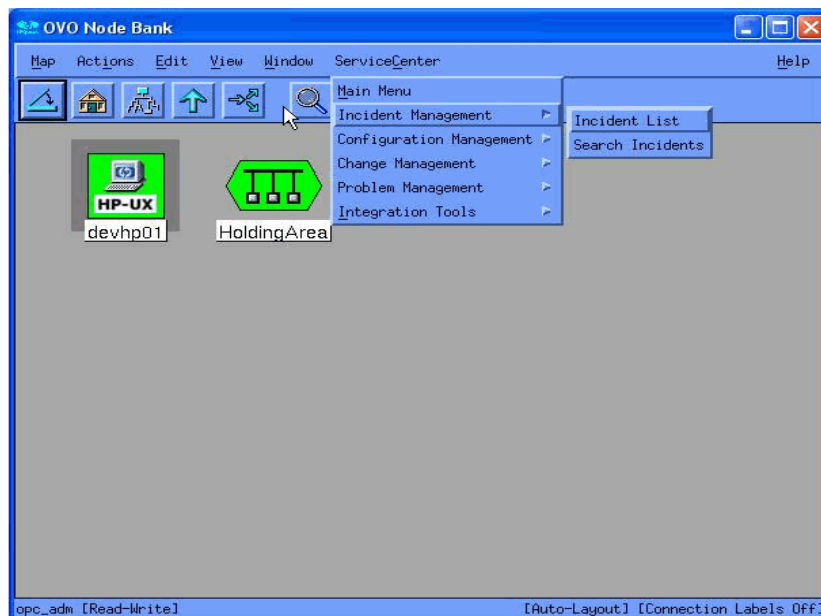 OVO Node Bank
Map Actions Edit View Window ServiceCenter Help
Main Menu
Incident Management
Incident List
Configuration Management
Search Incidents
Change Management
Problem Management
Integration Tools
hp
HP-UX
devhp01
HoldingArea
opc_adm [Read-Write] [Auto-Layout] [Connection Labels Off]